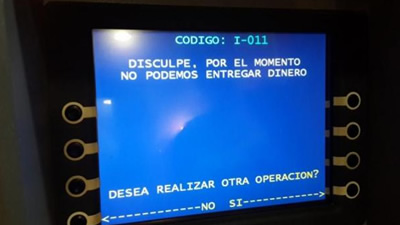 CODIGO: I-011
DISCULPE, POR EL MOMENTO
NO PODEMOS ENTREGAR DINERO
DESEA REALIZAR OTRA OPERACION?
<------------NO SI------------>